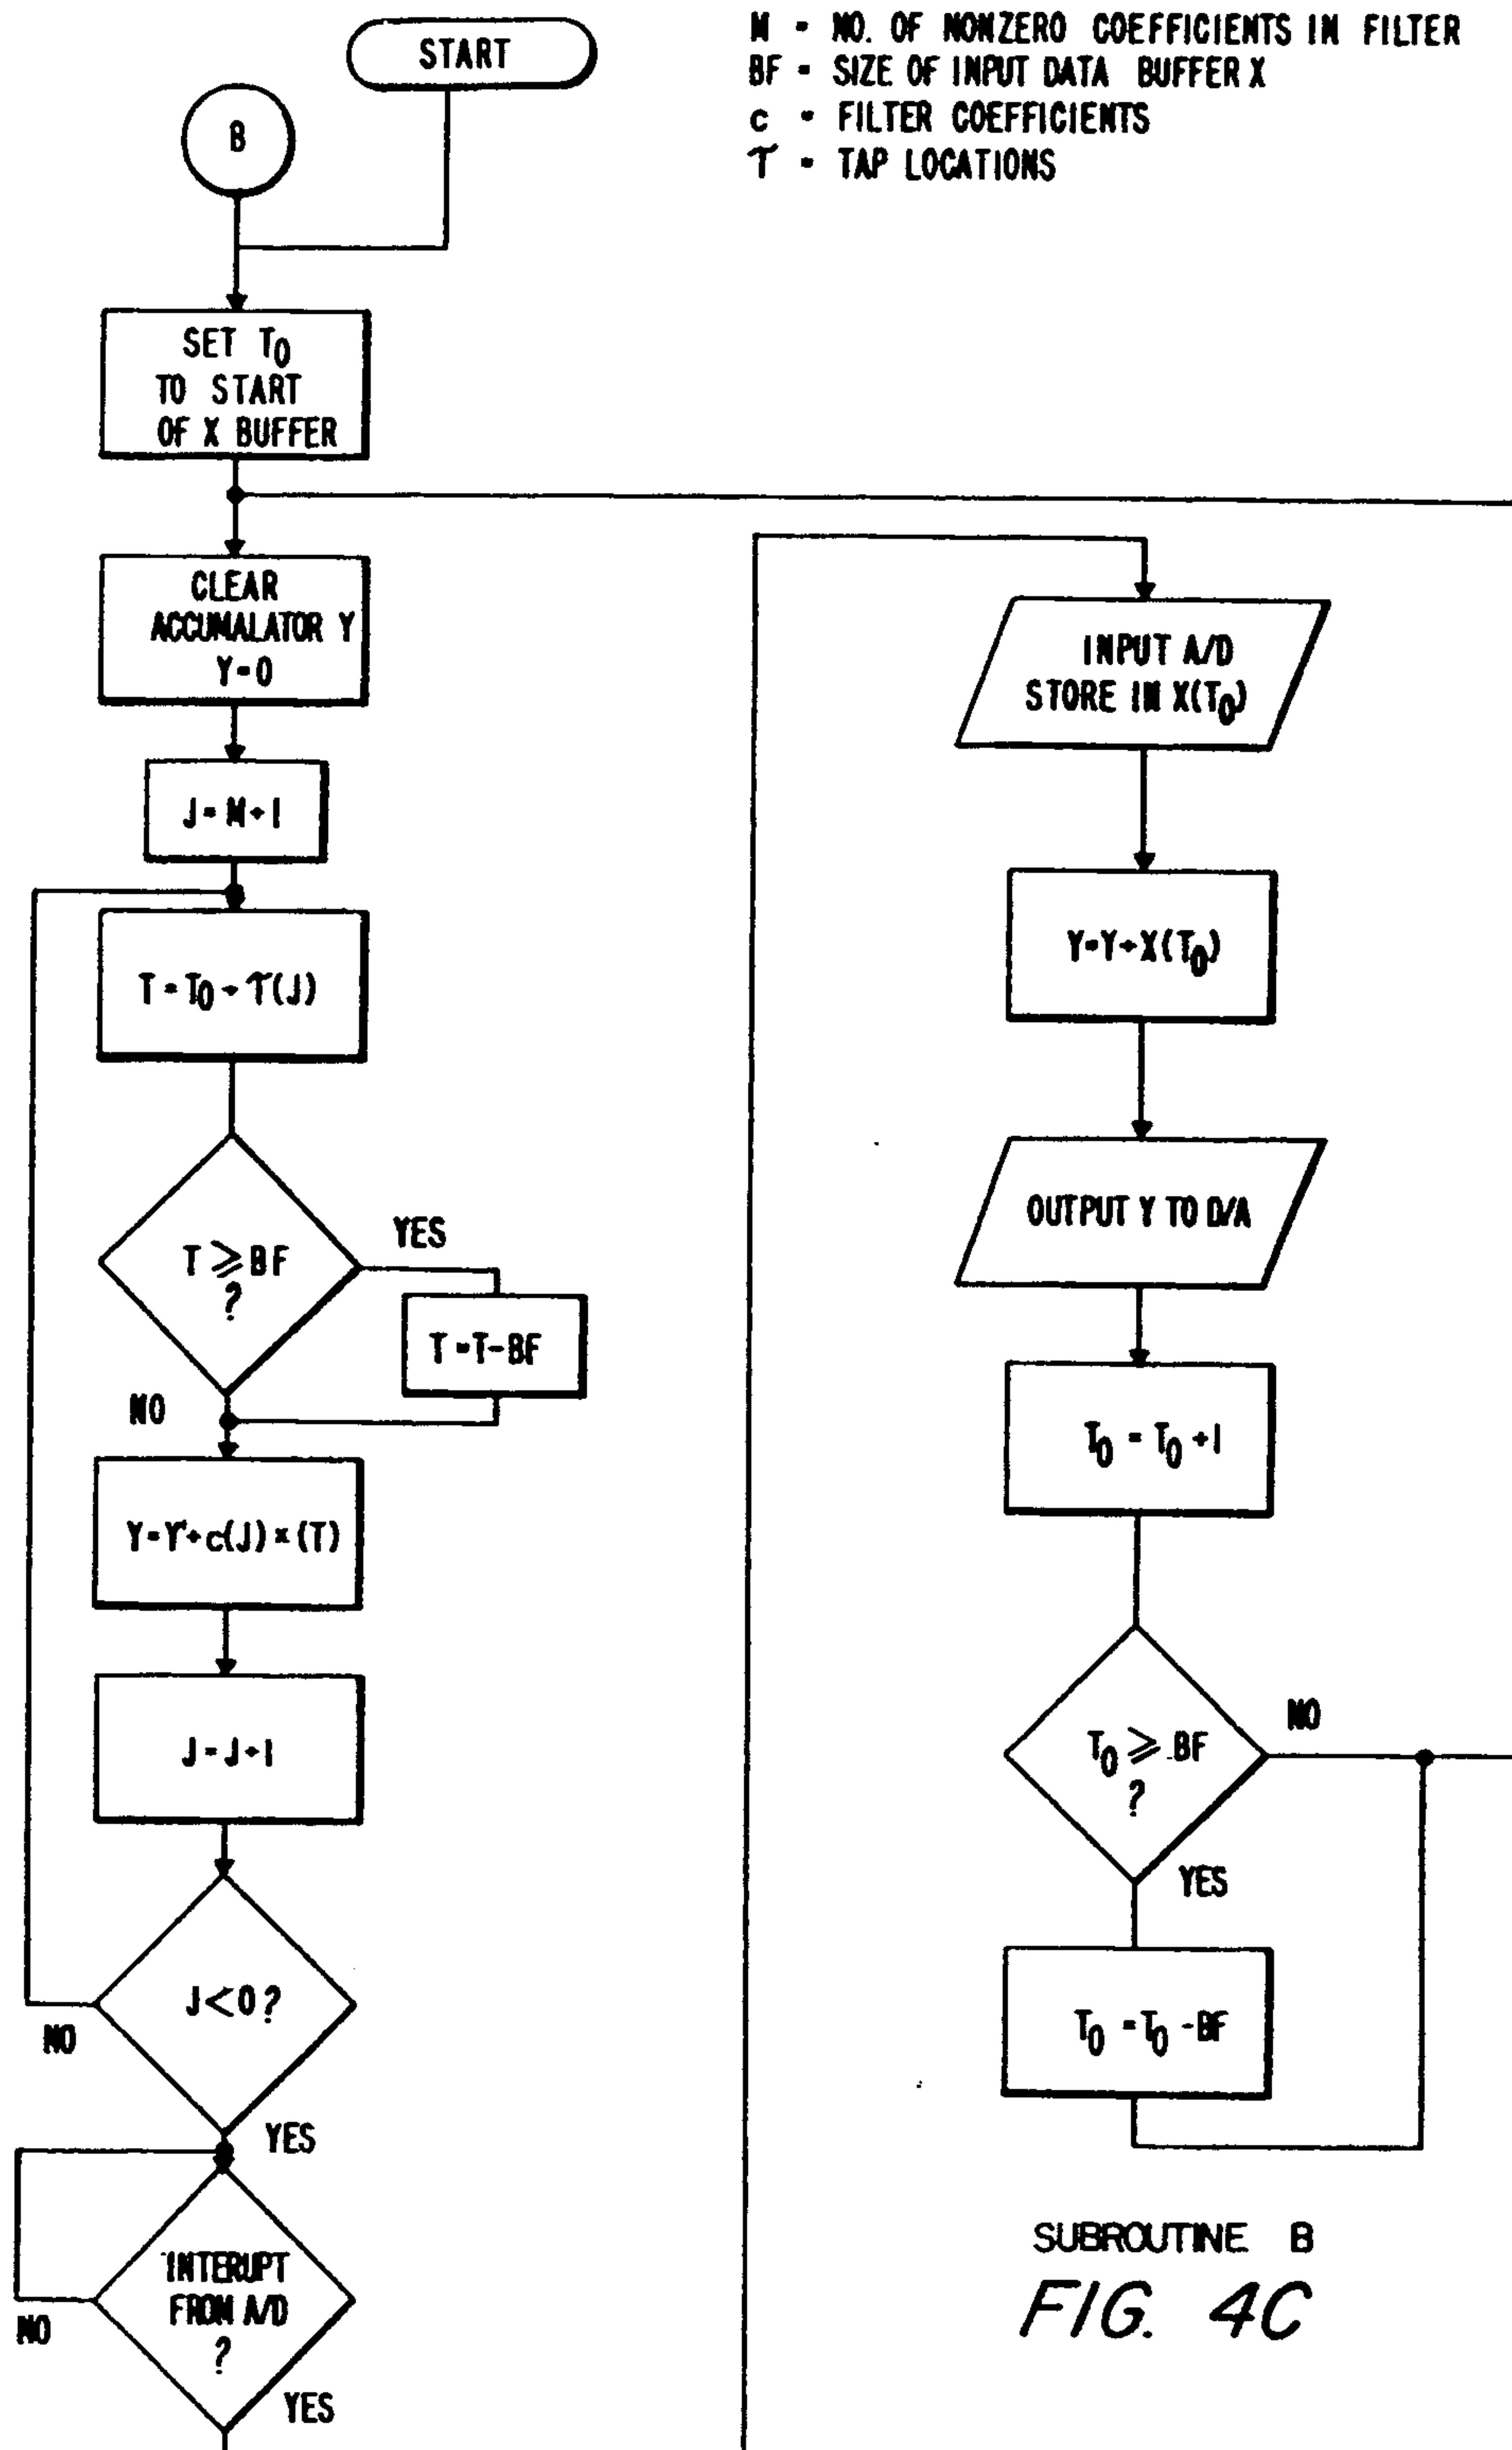 START
M - NO. OF NONZERO COEFFICIENTS IN FILTER
BF - SIZE OF INPUT DATA BUFFER X
c - FILTER COEFFICIENTS
τ - TAP LOCATIONS
B
SET T₀
TO START
OF X BUFFER
CLEAR
ACCUMALATOR Y
Y=0
J=M+1
T=T₀-τ(J)
T≥BF
?
YES
T=T-BF
NO
Y=Y+c(J)×(T)
J=J+1
J<0?
NO
YES
INTERUPT
FROM A/D
?
NO
YES
INPUT A/D
STORE IN X(T₀)
Y=Y+X(T₀)
OUTPUT Y TO D/A
T₀=T₀+1
T₀≥BF
?
NO
YES
T₀=T₀-BF
SUBROUTINE B
FIG. 4C